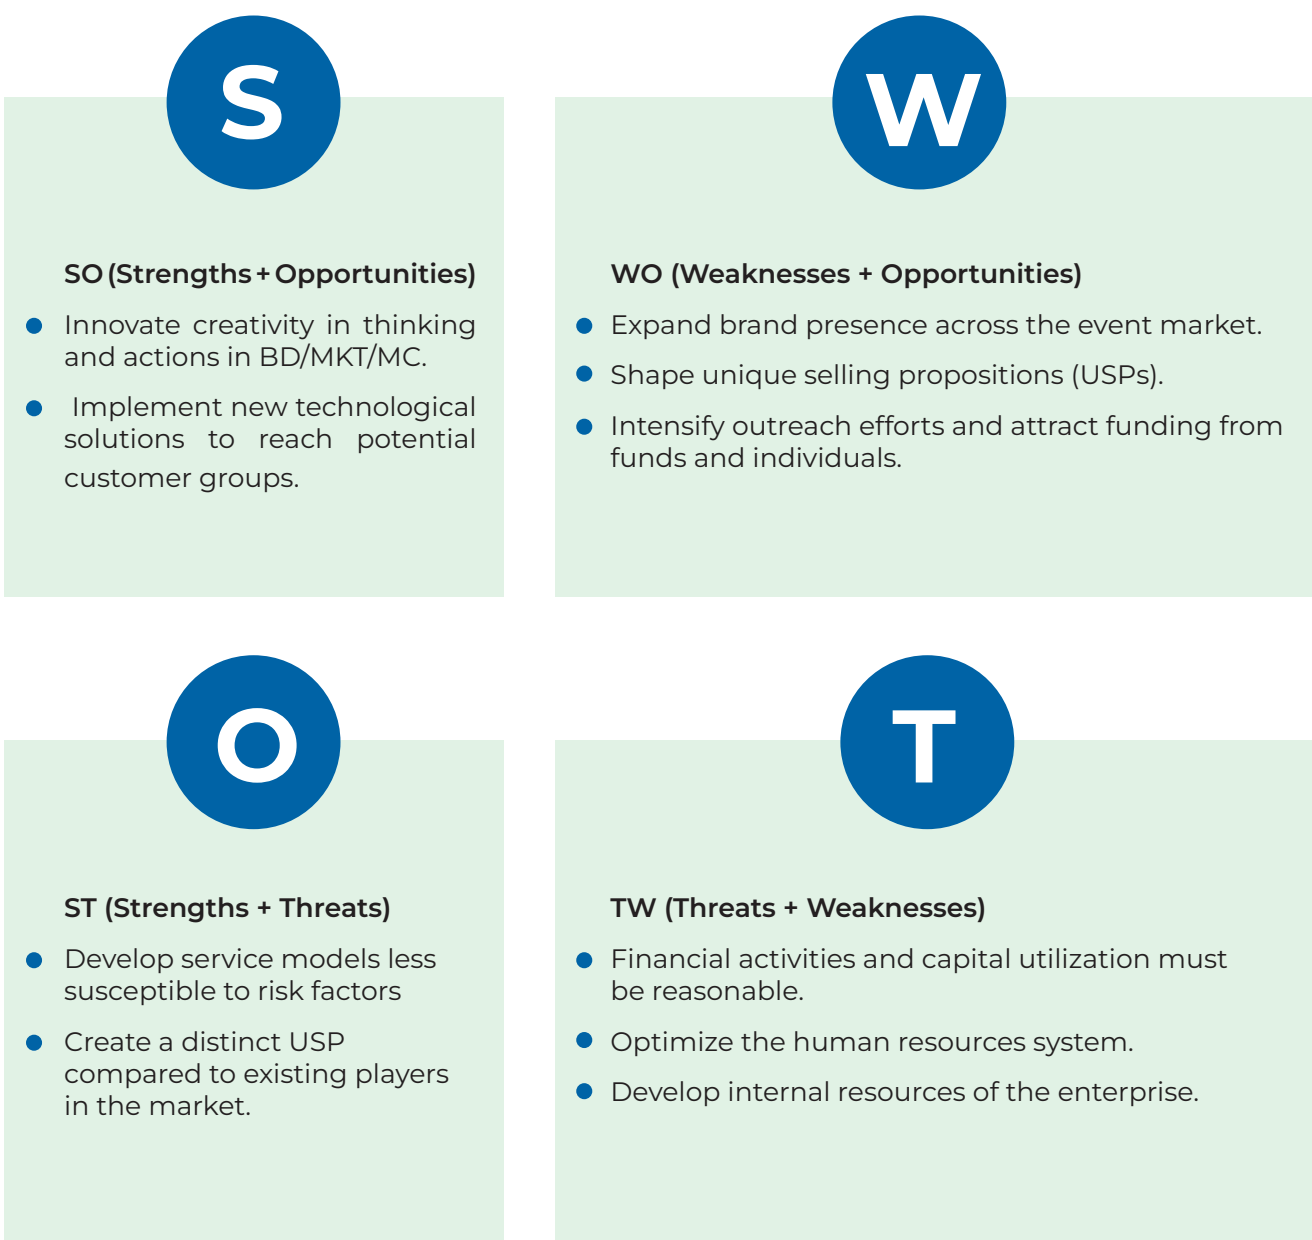 S
SO (Strengths + Opportunities)
Innovate creativity in thinking
and actions in BD/MKT/MC.
Implement new technological
solutions to reach potential
customer groups.
W
WO (Weaknesses + Opportunities)
Expand brand presence across the event market.
Shape unique selling propositions (USPs).
Intensify outreach efforts and attract funding from
funds and individuals.
O
ST (Strengths + Threats)
Develop service models less
susceptible to risk factors
Create a distinct USP
compared to existing players
in the market.
T
TW (Threats + Weaknesses)
Financial activities and capital utilization must
be reasonable.
Optimize the human resources system.
Develop internal resources of the enterprise.